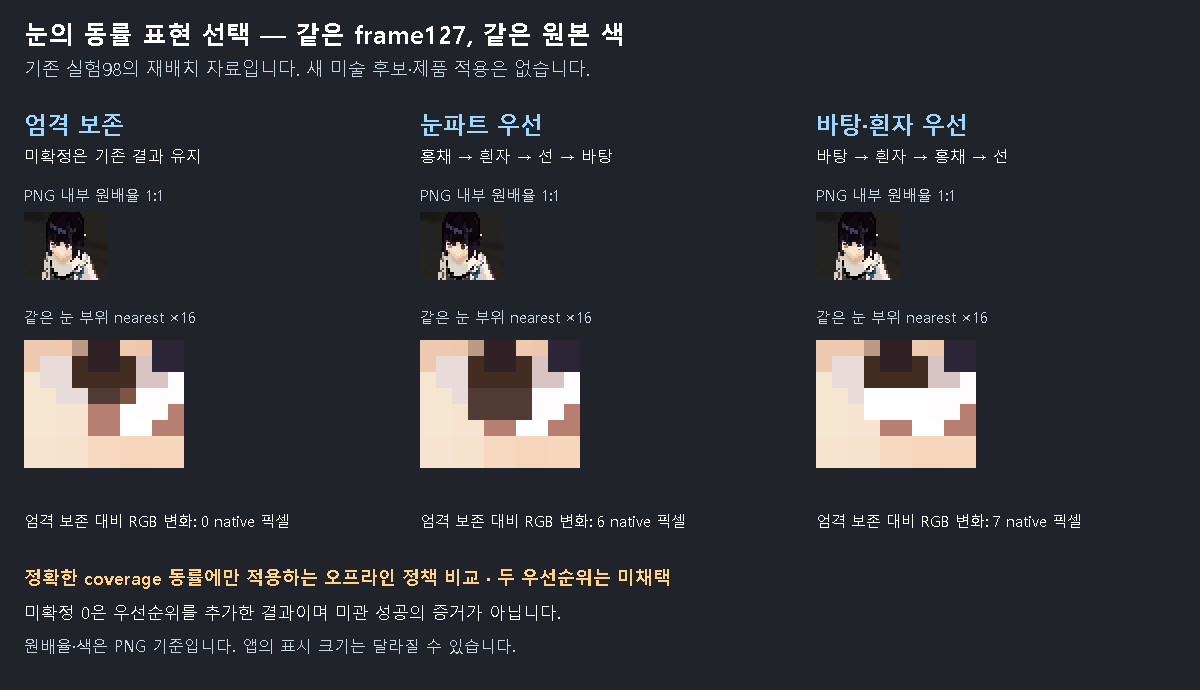 눈의 동률 표현 선택 — 같은 frame127, 같은 원본 색
기존 실험98의 재배치 자료입니다. 새 미술 후보·제품 적용은 없습니다.
엄격 보존
미확정은 기존 결과 유지
PNG 내부 원배율 1:1
같은 눈 부위 nearest ×16
엄격 보존 대비 RGB 변화: 0 native 픽셀
눈파트 우선
홍채 → 흰자 → 선 → 바탕
PNG 내부 원배율 1:1
같은 눈 부위 nearest ×16
엄격 보존 대비 RGB 변화: 6 native 픽셀
바탕·흰자 우선
바탕 → 흰자 → 홍채 → 선
PNG 내부 원배율 1:1
같은 눈 부위 nearest ×16
엄격 보존 대비 RGB 변화: 7 native 픽셀
정확한 coverage 동률에만 적용하는 오프라인 정책 비교 · 두 우선순위는 미채택
미확정 0은 우선순위를 추가한 결과이며 미관 성공의 증거가 아닙니다.
원배율·색은 PNG 기준입니다. 앱의 표시 크기는 달라질 수 있습니다.